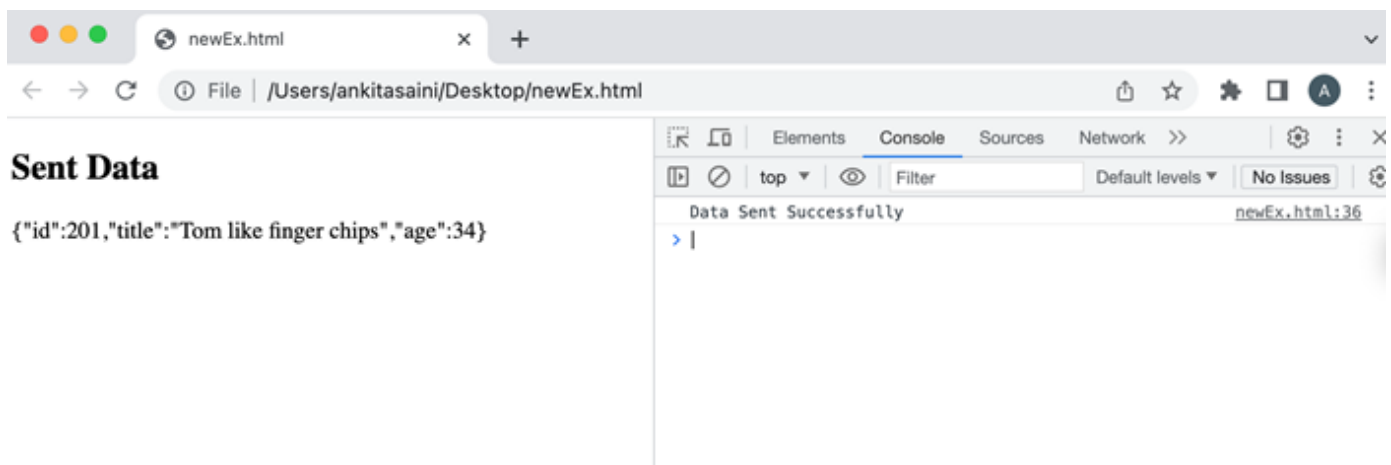 newEx.html
File | /Users/ankitasaini/Desktop/newEx.html
A
Elements Console Sources Network
top Filter Default levels No Issues
Data Sent Successfully newEx.html:36
Sent Data
{"id":201,"title":"Tom like finger chips","age":34}